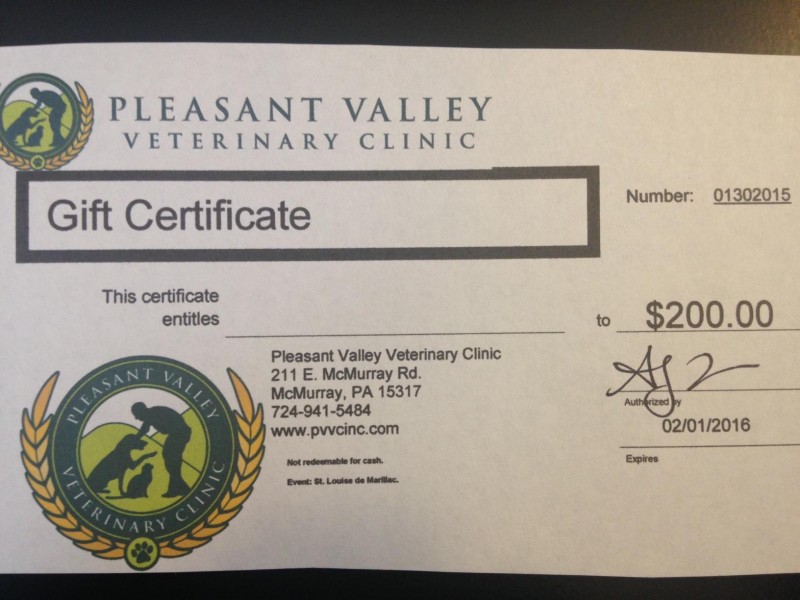 PLEASANT VALLEY
VETERINARY CLINIC
Gift Certificate
Number: 01302015
This certificate
entitles
to $200.00
Pleasant Valley Veterinary Clinic
211 E. McMurray Rd.
McMurray, PA 15317
724-941-5484
www.pvvcinc.com
Not redeemable for cash.
Event: St. Louise de Marillac.
Authorized by
02/01/2016
Expires
PLEASANT VALLEY
VETERINARY CLINIC